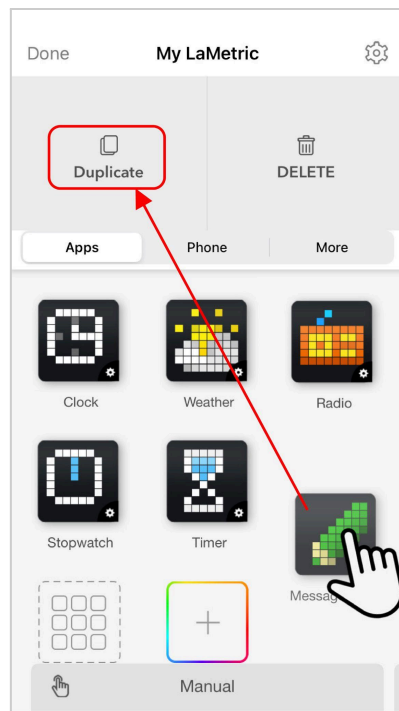 Done My LaMetric
Duplicate DELETE
Apps Phone More
Clock Weather Radio
Stopwatch Timer
Manual